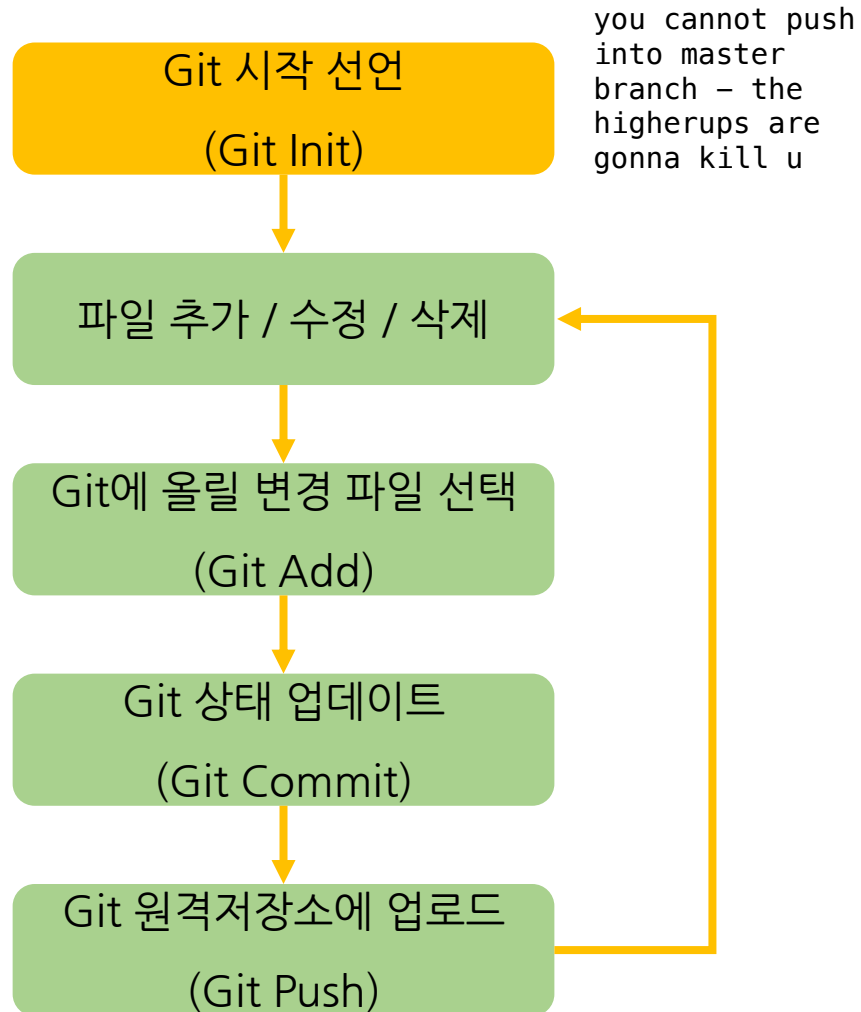 you cannot push
into master
branch – the
higherups are
gonna kill u
Git 시작 선언
(Git Init)
파일 추가 / 수정 / 삭제
Git에 올릴 변경 파일 선택
(Git Add)
Git 상태 업데이트
(Git Commit)
Git 원격저장소에 업로드
(Git Push)